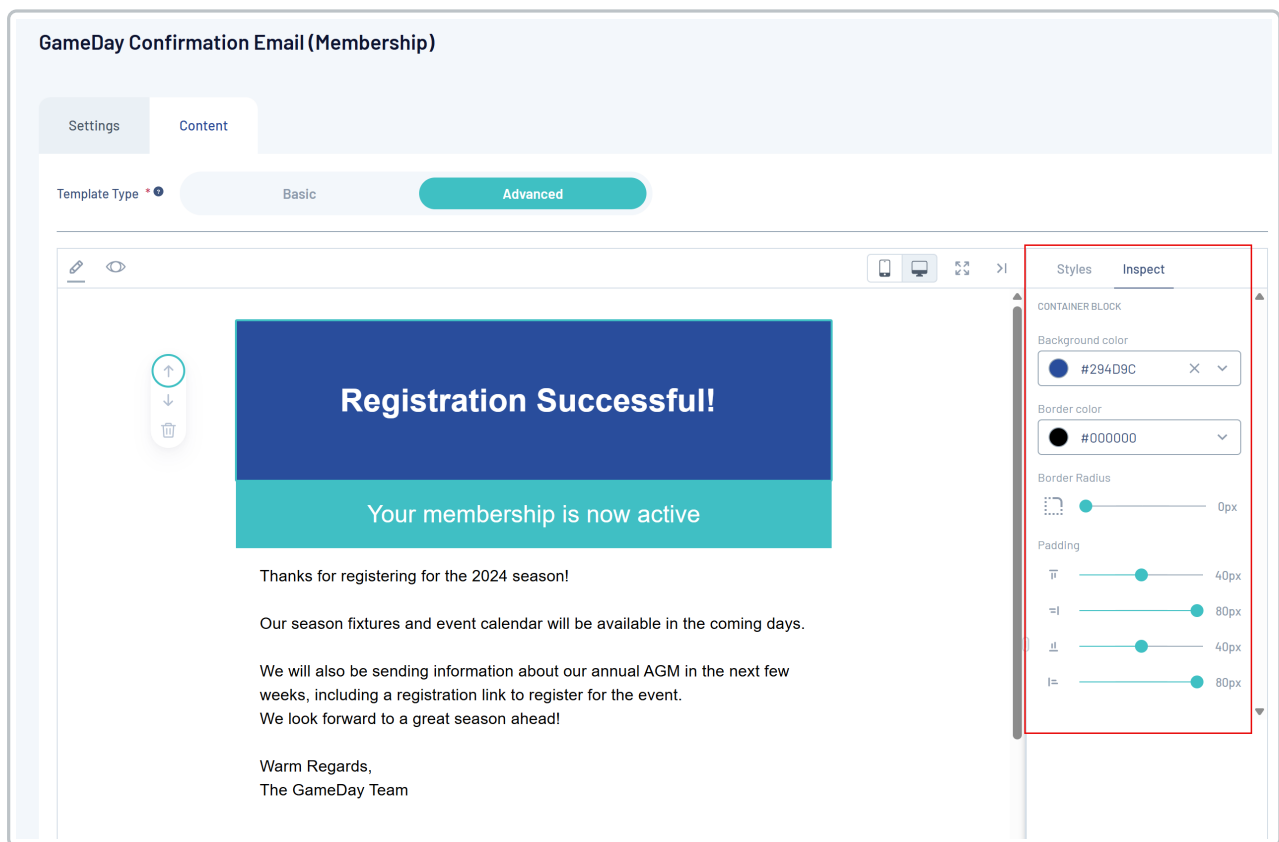 GameDay Confirmation Email (Membership)
Settings
Content
Template Type *
?
Basic
Advanced
Styles
Inspect
CONTAINER BLOCK
Background color
#294D9C
Border color
#000000
Border Radius
0px
Padding
40px
80px
40px
80px
Registration Successful!
Your membership is now active
Thanks for registering for the 2024 season!
Our season fixtures and event calendar will be available in the coming days.
We will also be sending information about our annual AGM in the next few
weeks, including a registration link to register for the event.
We look forward to a great season ahead!
Warm Regards,
The GameDay Team